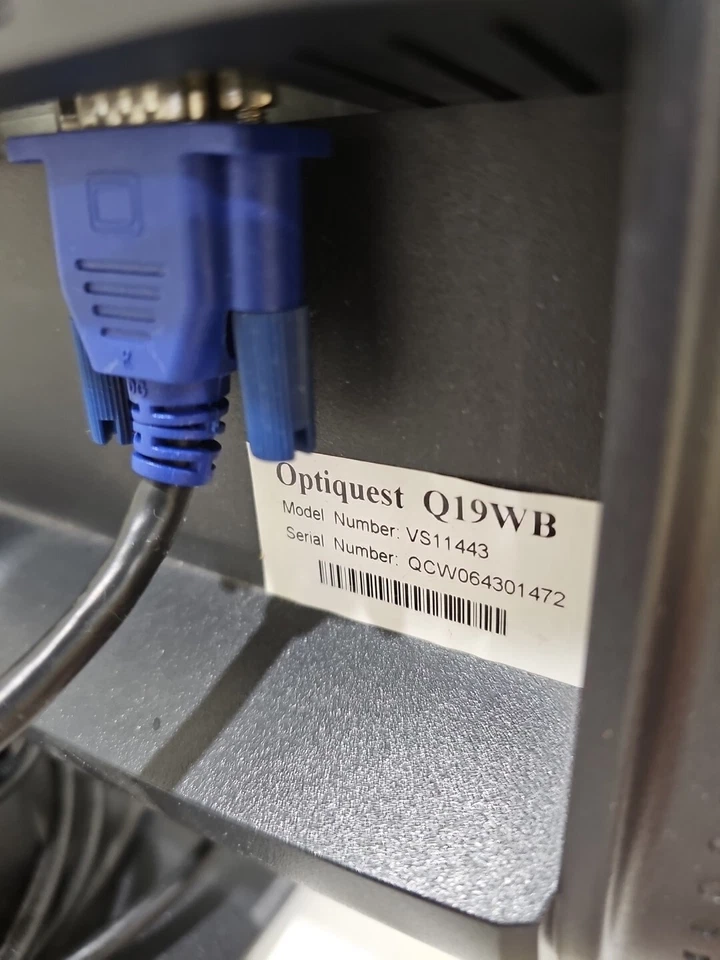 Optiquest Q19WB
Model Number: VS11443
Serial Number: QCW064301472